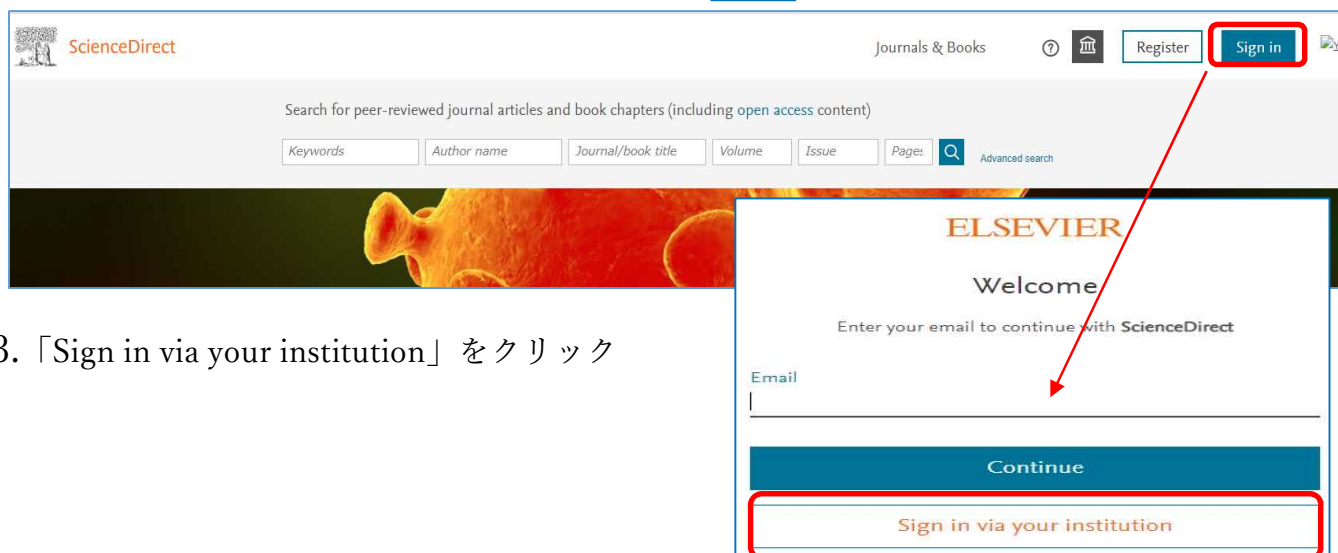 ScienceDirect
Journals & Books
Register
Sign in
Search for peer-reviewed journal articles and book chapters (including open access content)
Keywords
Author name
Journal/book title
Volume
Issue
Page:
Advanced search
ELSEVIER
Welcome
Enter your email to continue with ScienceDirect
3.「Sign in via your institution」をクリック
Email
Continue
Sign in via your institution